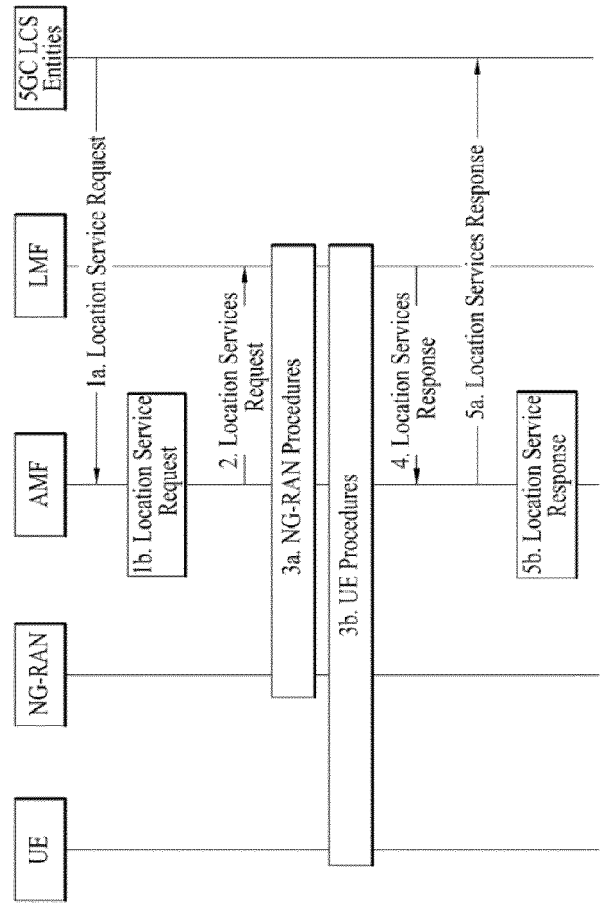 UE
NG-RAN
AMF
LMF
5GC LCS
Entities
1a. Location Service Request
1b. Location Service
Request
2. Location Services
Request
3a. NG-RAN Procedures
3b. UE Procedures
4. Location Services
Response
5a. Location Services Response
5b. Location Service
Response